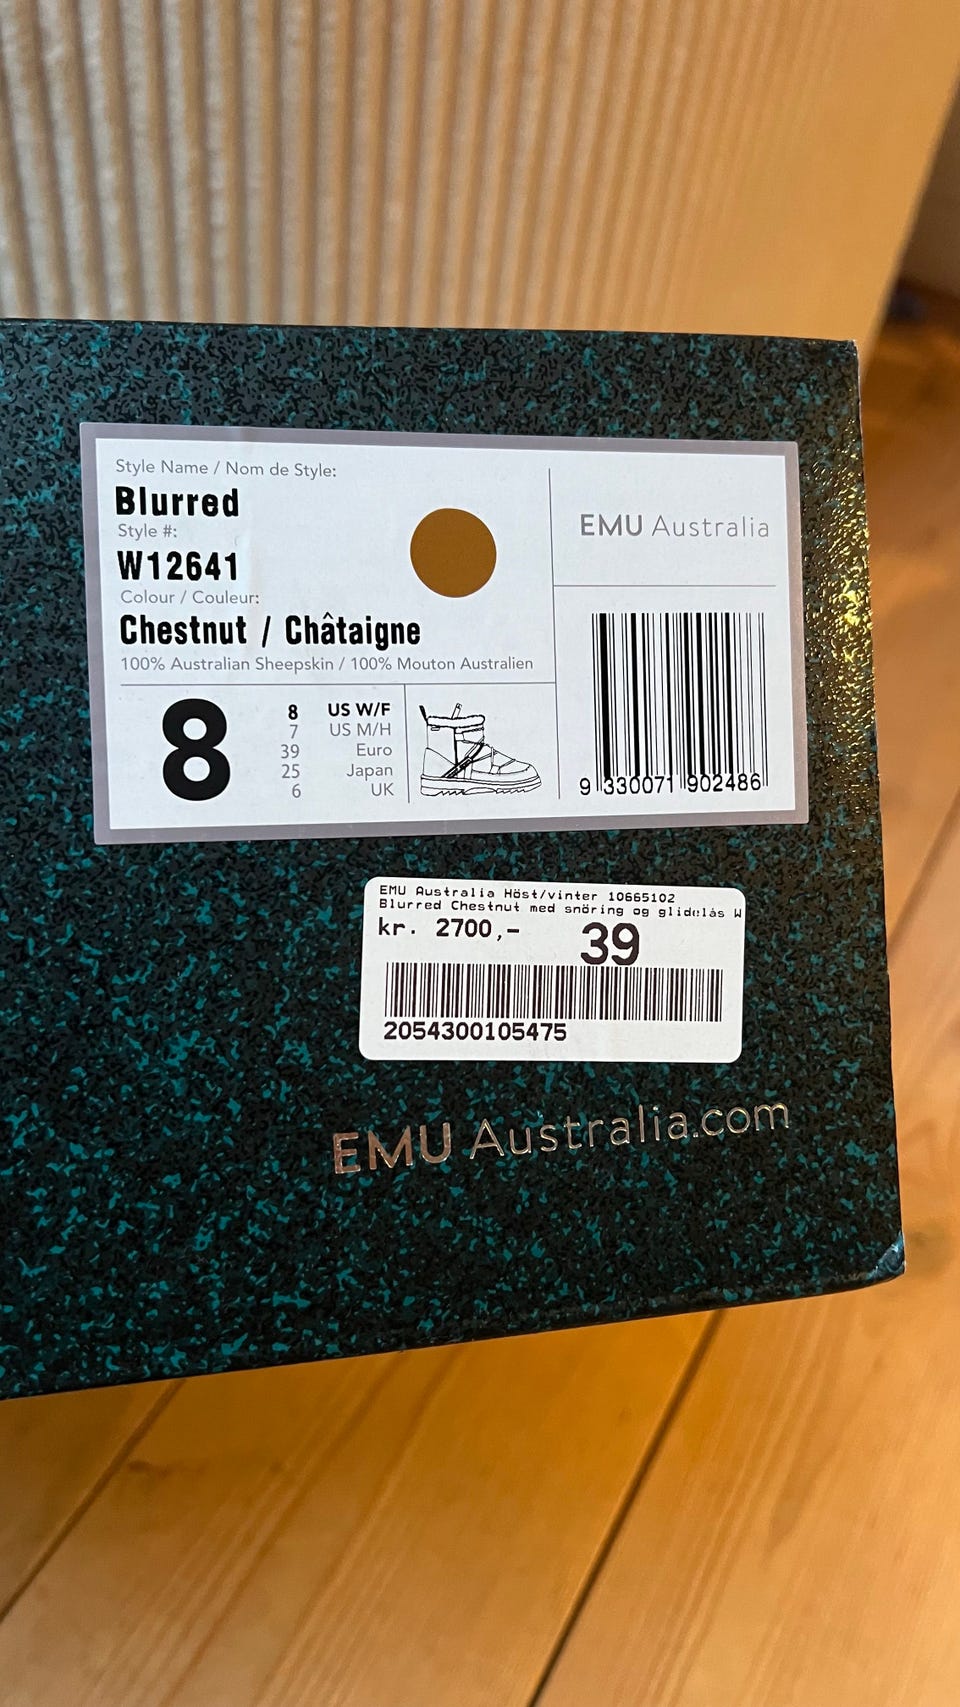 Style Name / Nom de Style:
Blurred
Style #:
W12641
Colour / Couleur:
Chestnut / Châtaigne
100% Australian Sheepskin / 100% Mouton Australien
8
8 US W/F
7 US M/H
39 Euro
25 Japan
6 UK
EMU Australia
9 330071 902486
EMU Australia Höst/vinter 10665102
Blurred Chestnut med snöring og glidelås W
kr. 2700,- 39
2054300105475
EMU Australia.com